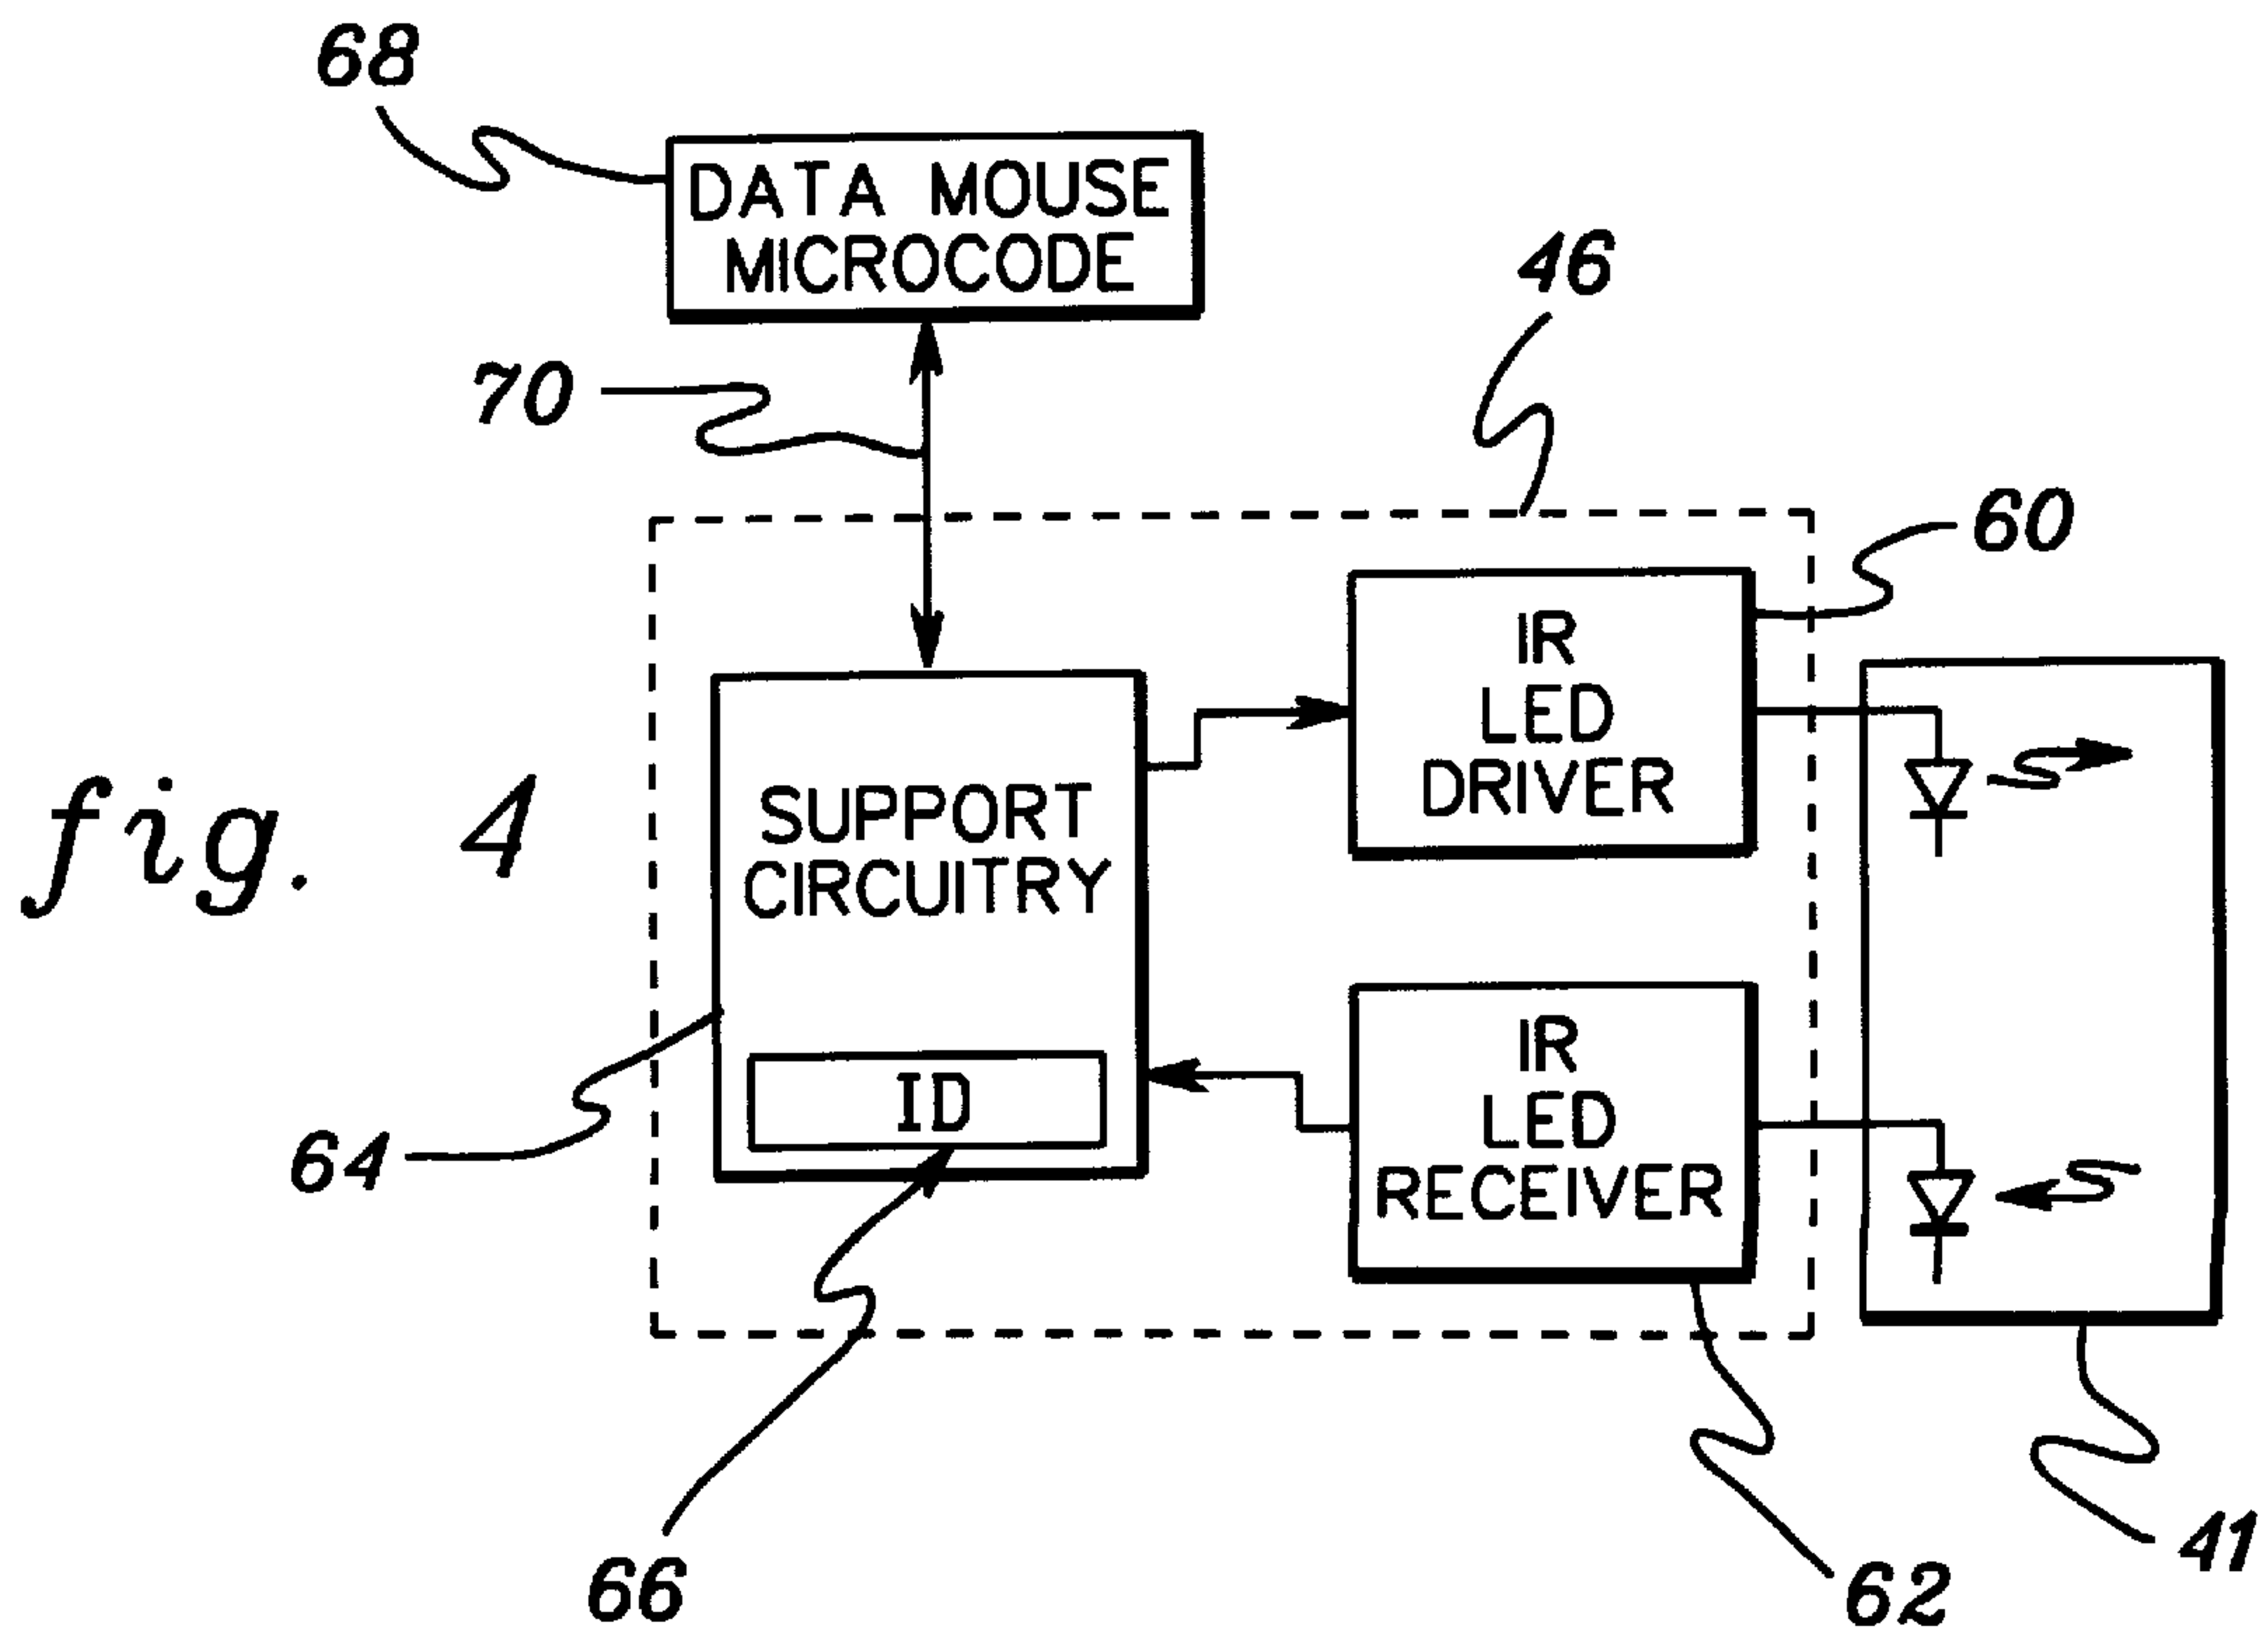 68
DATA MOUSE
MICROCODE
46
70
60
IR
LED
DRIVER
SUPPORT
CIRCUITRY
fig. 4
IR
LED
RECEIVER
ID
64
66
62
41